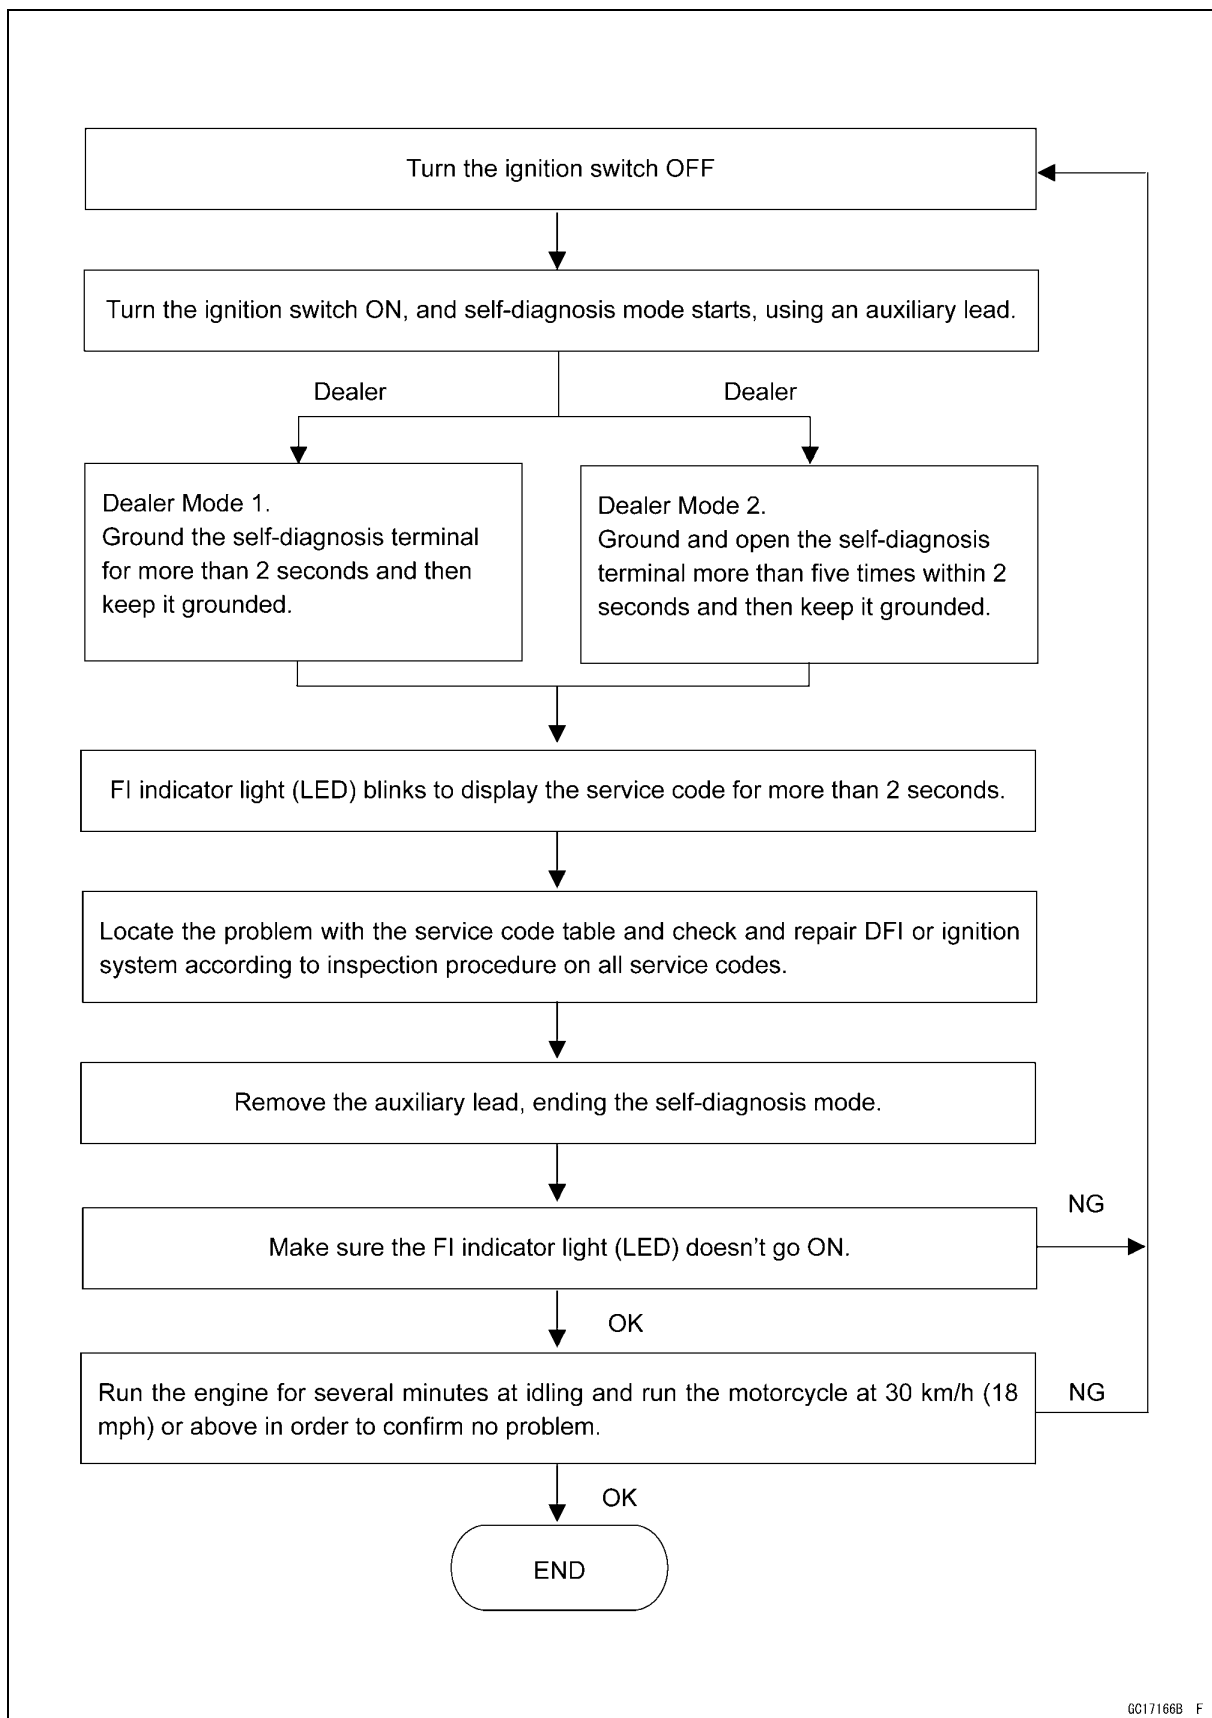 Turn the ignition switch OFF
Turn the ignition switch ON, and self-diagnosis mode starts, using an auxiliary lead.
Dealer
Dealer
Dealer Mode 1.
Ground the self-diagnosis terminal
for more than 2 seconds and then
keep it grounded.
Dealer Mode 2.
Ground and open the self-diagnosis
terminal more than five times within 2
seconds and then keep it grounded.
FI indicator light (LED) blinks to display the service code for more than 2 seconds.
Locate the problem with the service code table and check and repair DFI or ignition
system according to inspection procedure on all service codes.
Remove the auxiliary lead, ending the self-diagnosis mode.
NG
Make sure the FI indicator light (LED) doesn't go ON.
OK
Run the engine for several minutes at idling and run the motorcycle at 30 km/h (18
mph) or above in order to confirm no problem.
NG
OK
END
GC17166B F